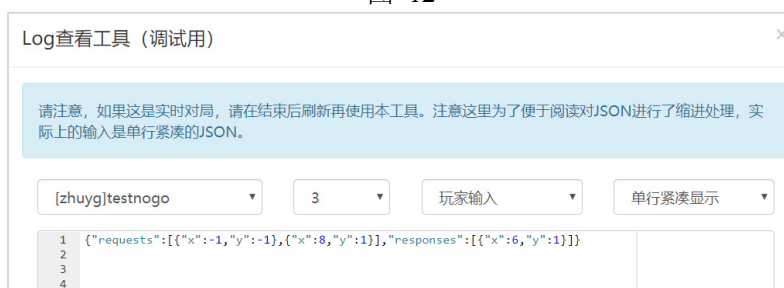 图 12
Log查看工具（调试用）
×
请注意，如果这是实时对局，请在结束后刷新再使用本工具。注意这里为了便于阅读对JSON进行了缩进处理，实
际上的输入是单行紧凑的JSON。
[zhuyg]testnogo 3 玩家输入 单行紧凑显示
1 {"requests":[{"x":-1,"y":-1},{"x":8,"y":1}],"responses":[{"x":6,"y":1}]}
2
3
4